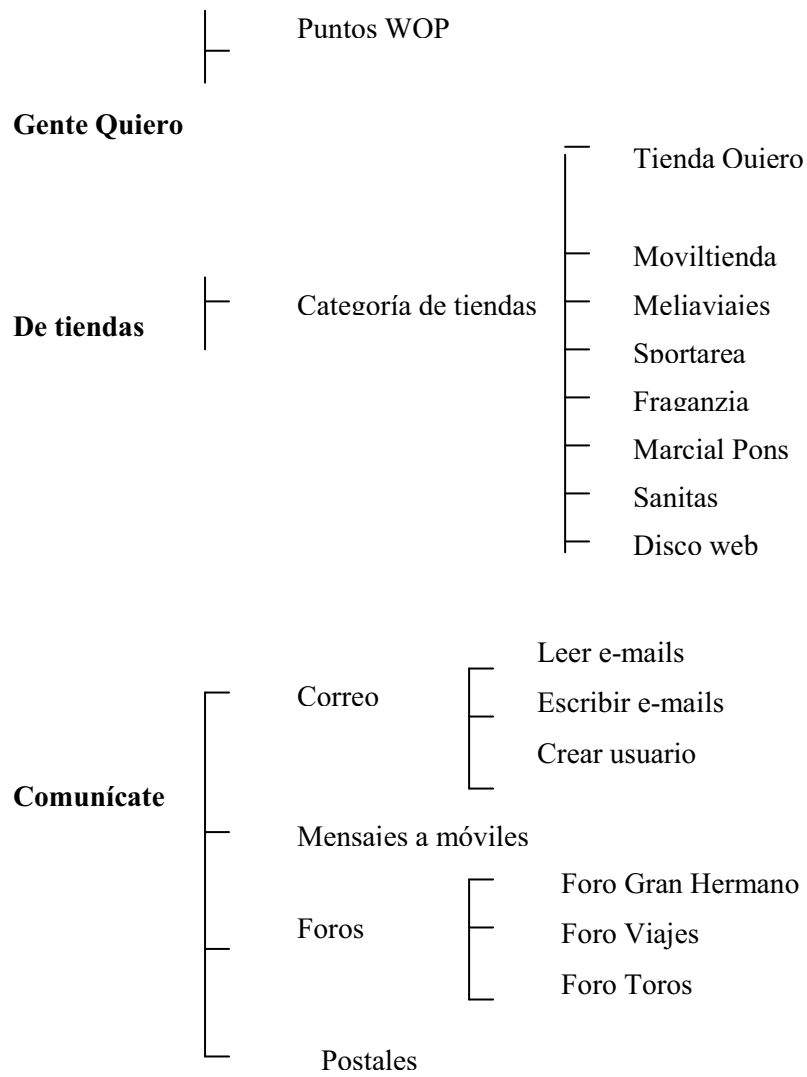 Puntos WOP
Gente Quiero
Tienda Quiero
Moviltienda
De tiendas
Categoría de tiendas
Meliaviajes
Sportarea
Fraganzia
Marcial Pons
Sanitas
Disco web
Leer e-mails
Correo
Escribir e-mails
Crear usuario
Comunícate
Mensajes a móviles
Foro Gran Hermano
Foros
Foro Viajes
Foro Toros
Postales